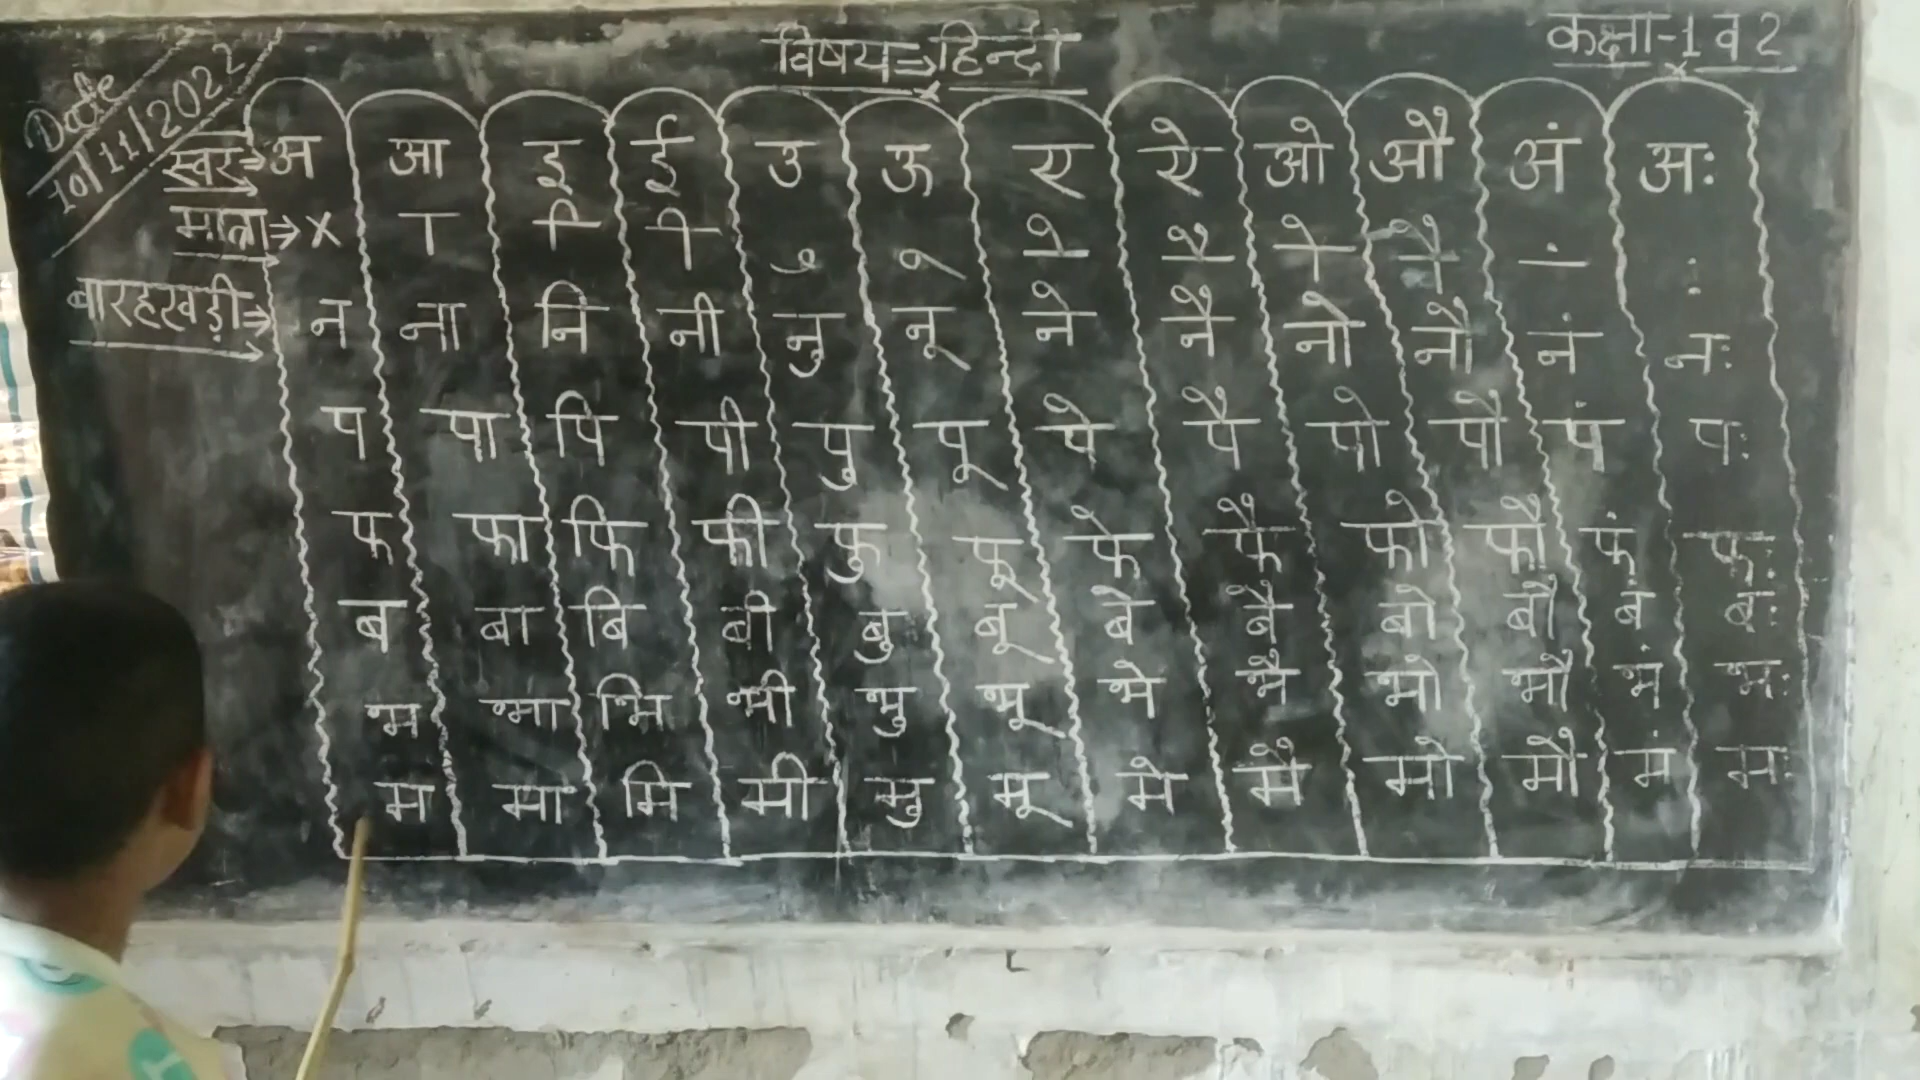 विषय⇒हिन्दी
कक्षा-1 व 2
Date
10/11/2022
स्वर⇒ अ आ इ ई उ ऊ ए ऐ ओ औ अं अः
मात्रा⇒ x ा ि ी ु ू े ै ो ौ ं ः
बारहखड़ी⇒ न ना नि नी नु नू ने नै नो नौ नं नः
प पा पि पी पु पू पे पै पो पौ पं पः
फ फा फि फी फु फू फे फै फो फौ फं फः
ब बा बि बी बु बू बे बै बो बौ बं बः
भ भा भि भी भु भू भे भै भो भौ भं भः
म मा मि मी मु मू मे मै मो मौ मं मः